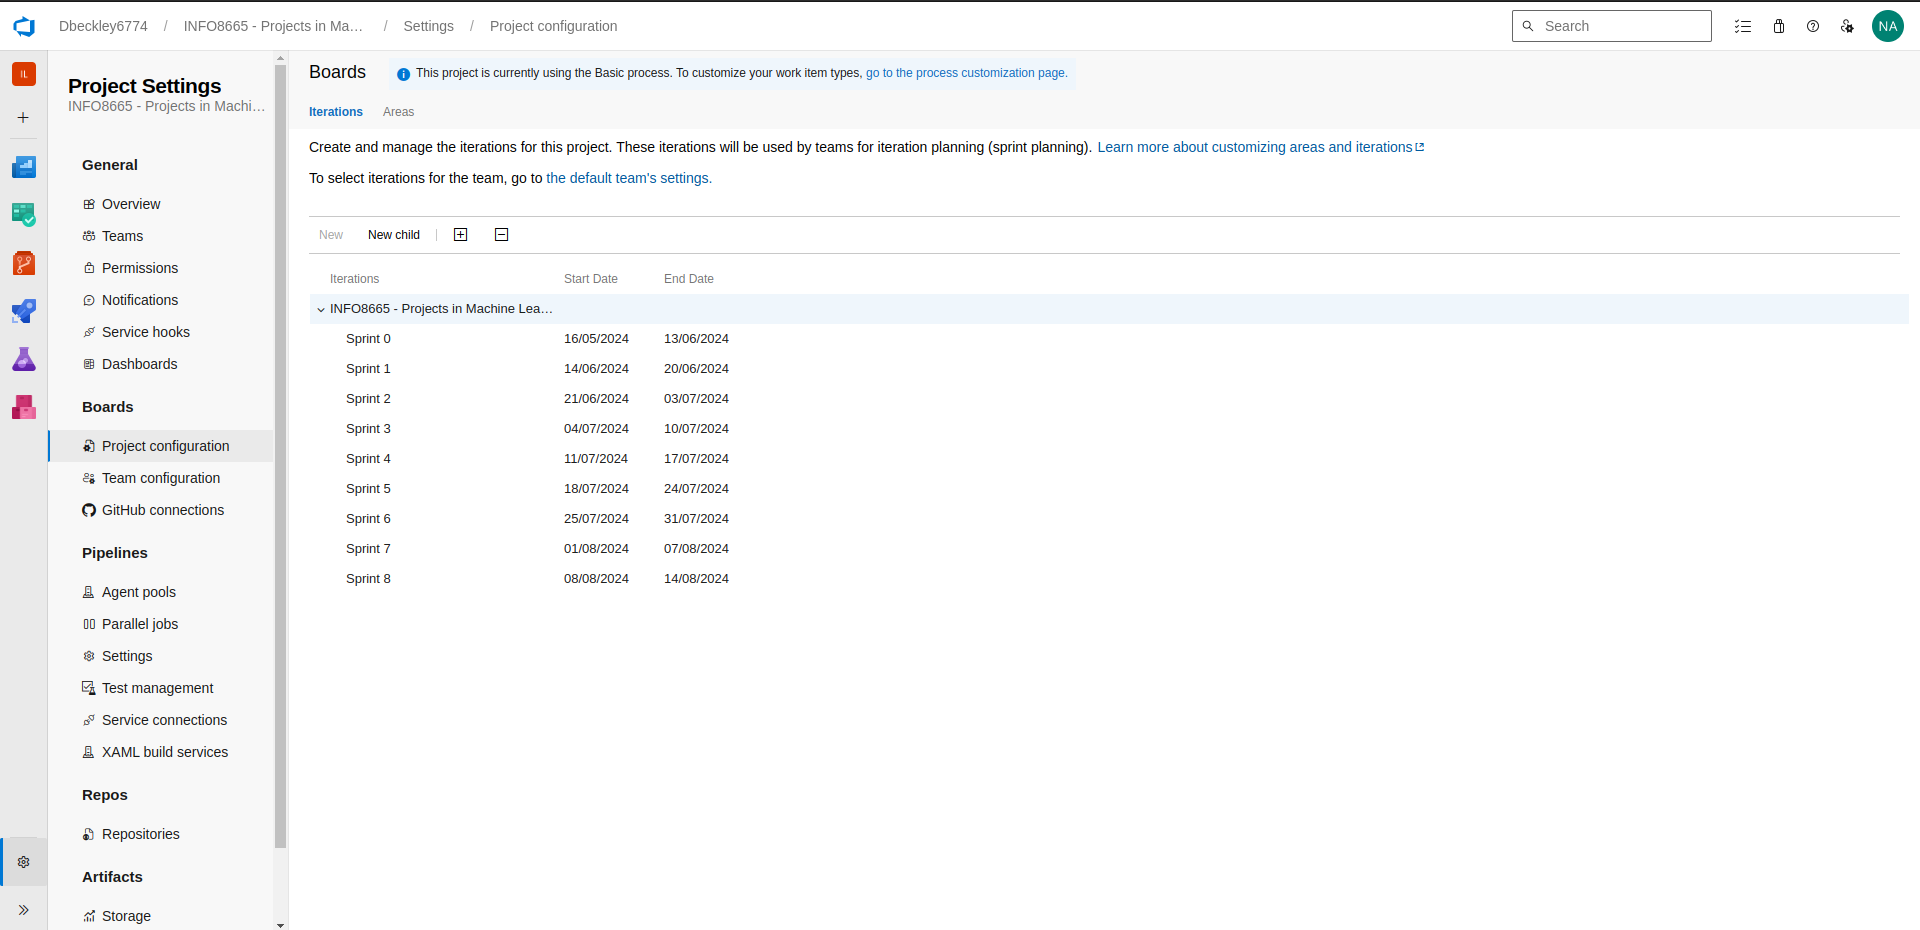 Dbeckley6774 / INFO8665 - Projects in Ma... / Settings / Project configuration
Search
NA
IL
Project Settings
INFO8665 - Projects in Machi...
General
Overview
Teams
Permissions
Notifications
Service hooks
Dashboards
Boards
Project configuration
Team configuration
GitHub connections
Pipelines
Agent pools
Parallel jobs
Settings
Test management
Service connections
XAML build services
Repos
Repositories
Artifacts
Storage
Boards
This project is currently using the Basic process. To customize your work item types, go to the process customization page.
Iterations Areas
Create and manage the iterations for this project. These iterations will be used by teams for iteration planning (sprint planning). Learn more about customizing areas and iterations
To select iterations for the team, go to the default team's settings.
New New child
Iterations Start Date End Date
INFO8665 - Projects in Machine Lea...
Sprint 0 16/05/2024 13/06/2024
Sprint 1 14/06/2024 20/06/2024
Sprint 2 21/06/2024 03/07/2024
Sprint 3 04/07/2024 10/07/2024
Sprint 4 11/07/2024 17/07/2024
Sprint 5 18/07/2024 24/07/2024
Sprint 6 25/07/2024 31/07/2024
Sprint 7 01/08/2024 07/08/2024
Sprint 8 08/08/2024 14/08/2024